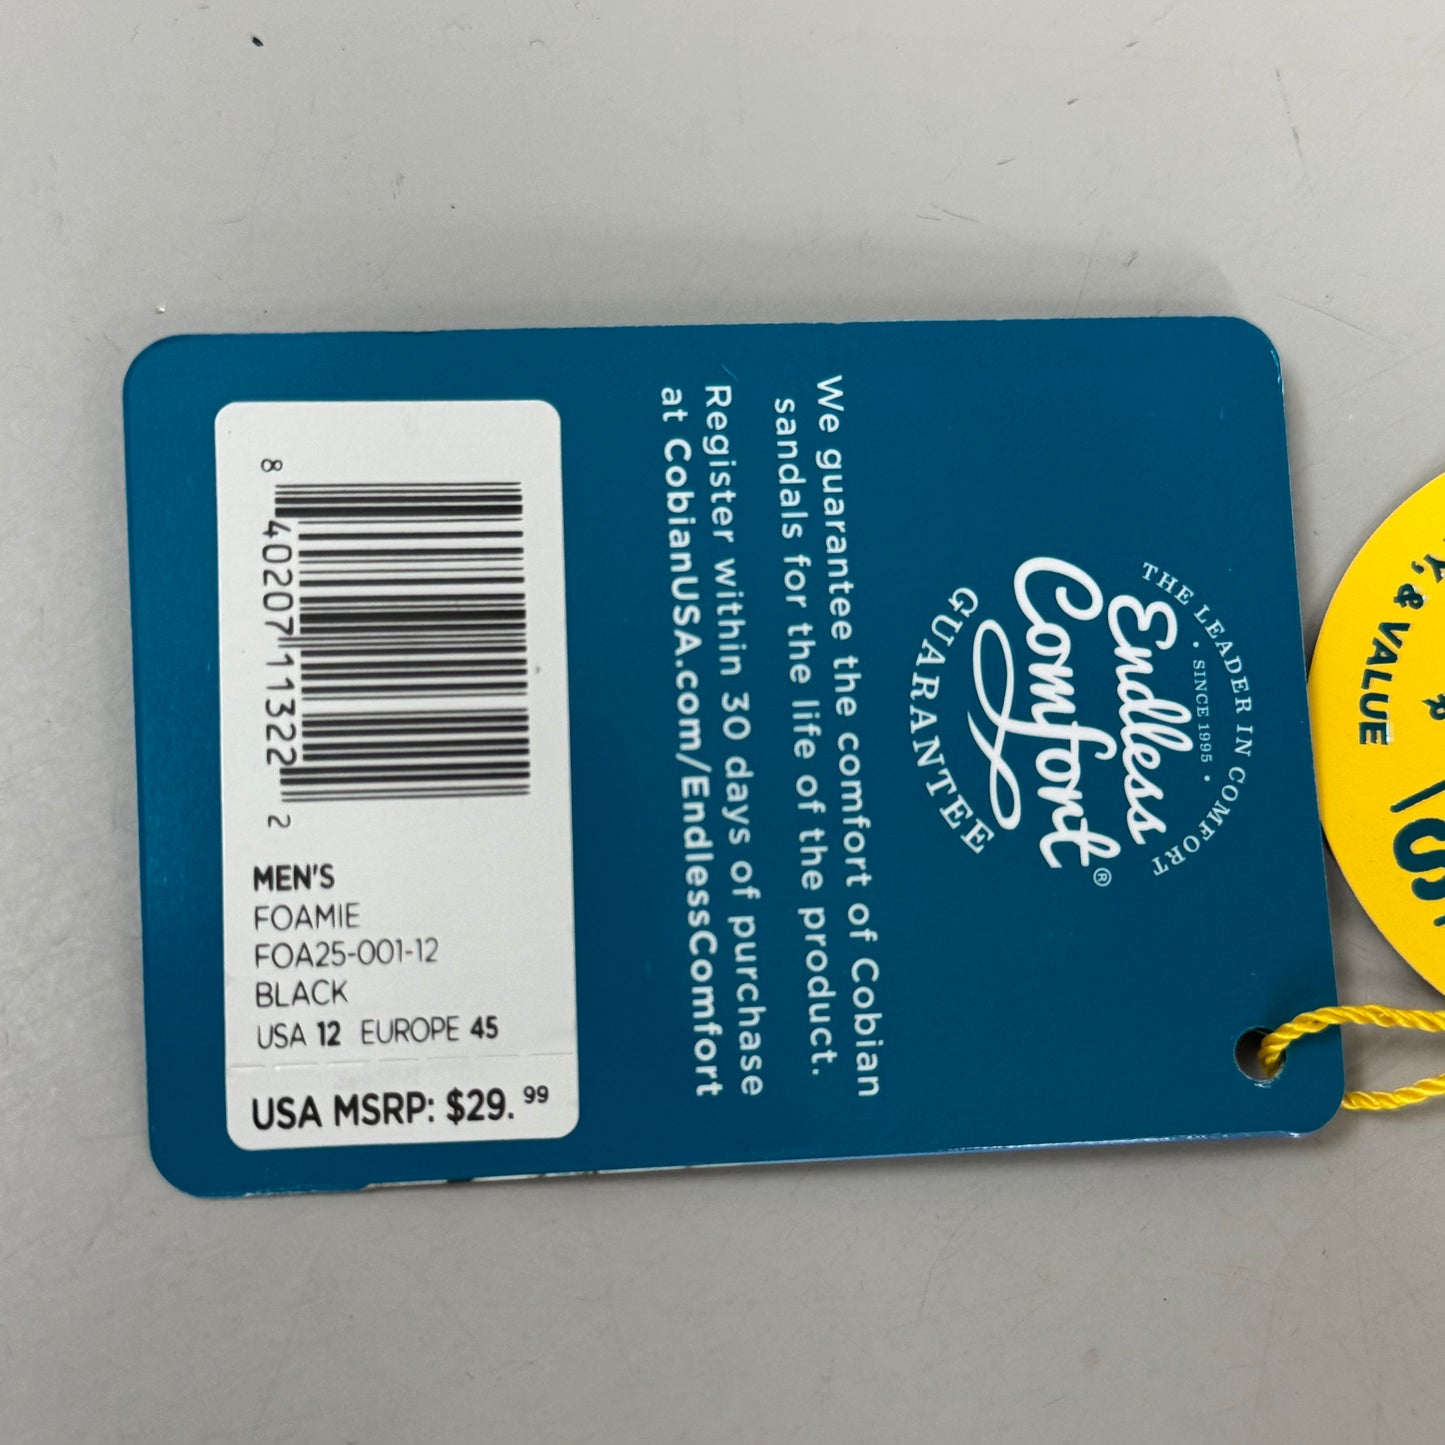 THE LEADER IN COMFORT
• SINCE 1995 •
Endless
Comfort®
GUARANTEE
We guarantee the comfort of Cobian
sandals for the life of the product.
Register within 30 days of purchase
at CobianUSA.com/EndlessComfort
8 40207 11322 2
MEN'S
FOAMIE
FOA25-001-12
BLACK
USA 12 EUROPE 45
USA MSRP: $29.99
& VALUE